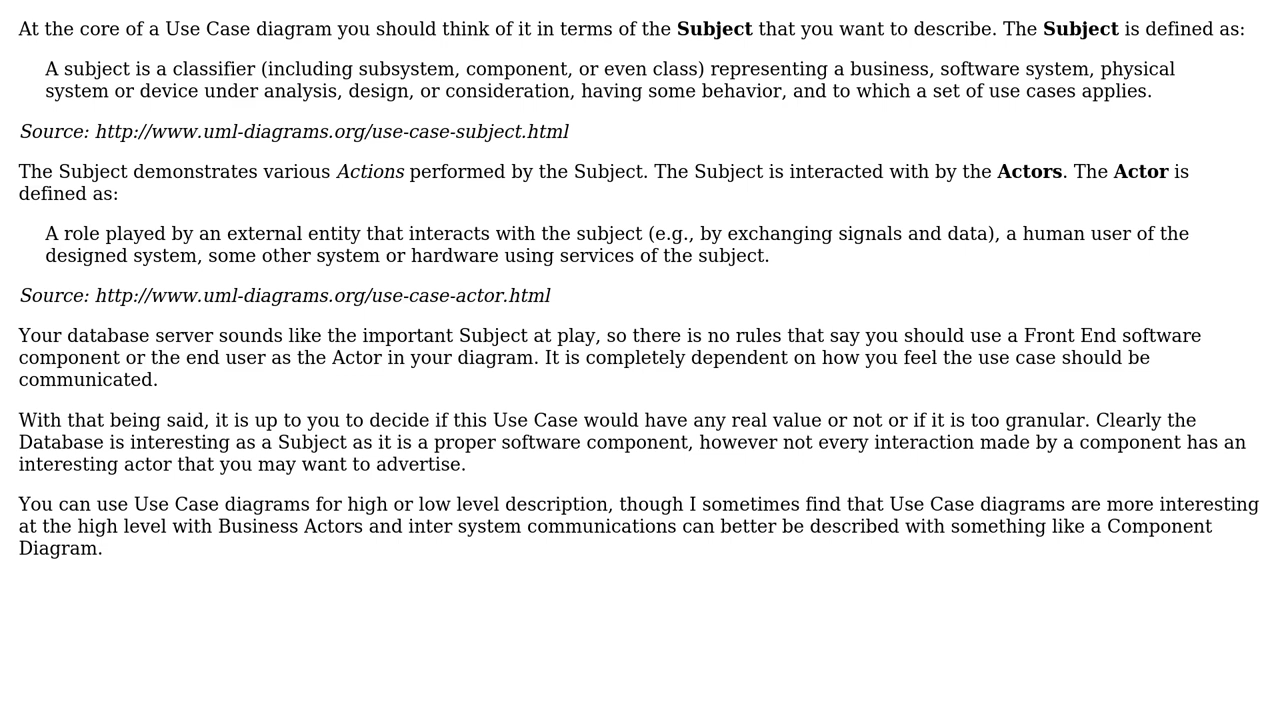 At the core of a Use Case diagram you should think of it in terms of the Subject that you want to describe. The Subject is defined as:
A subject is a classifier (including subsystem, component, or even class) representing a business, software system, physical
system or device under analysis, design, or consideration, having some behavior, and to which a set of use cases applies.
Source: http://www.uml-diagrams.org/use-case-subject.html
The Subject demonstrates various Actions performed by the Subject. The Subject is interacted with by the Actors. The Actor is
defined as:
A role played by an external entity that interacts with the subject (e.g., by exchanging signals and data), a human user of the
designed system, some other system or hardware using services of the subject.
Source: http://www.uml-diagrams.org/use-case-actor.html
Your database server sounds like the important Subject at play, so there is no rules that say you should use a Front End software
component or the end user as the Actor in your diagram. It is completely dependent on how you feel the use case should be
communicated.
With that being said, it is up to you to decide if this Use Case would have any real value or not or if it is too granular. Clearly the
Database is interesting as a Subject as it is a proper software component, however not every interaction made by a component has an
interesting actor that you may want to advertise.
You can use Use Case diagrams for high or low level description, though I sometimes find that Use Case diagrams are more interesting
at the high level with Business Actors and inter system communications can better be described with something like a Component
Diagram.